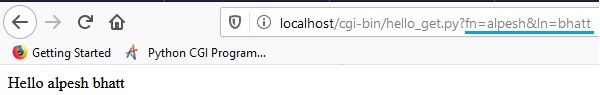 localhost/cgi-bin/hello_get.py?fn=alpesh&ln=bhatt
Getting Started Python CGI Program...
Hello alpesh bhatt